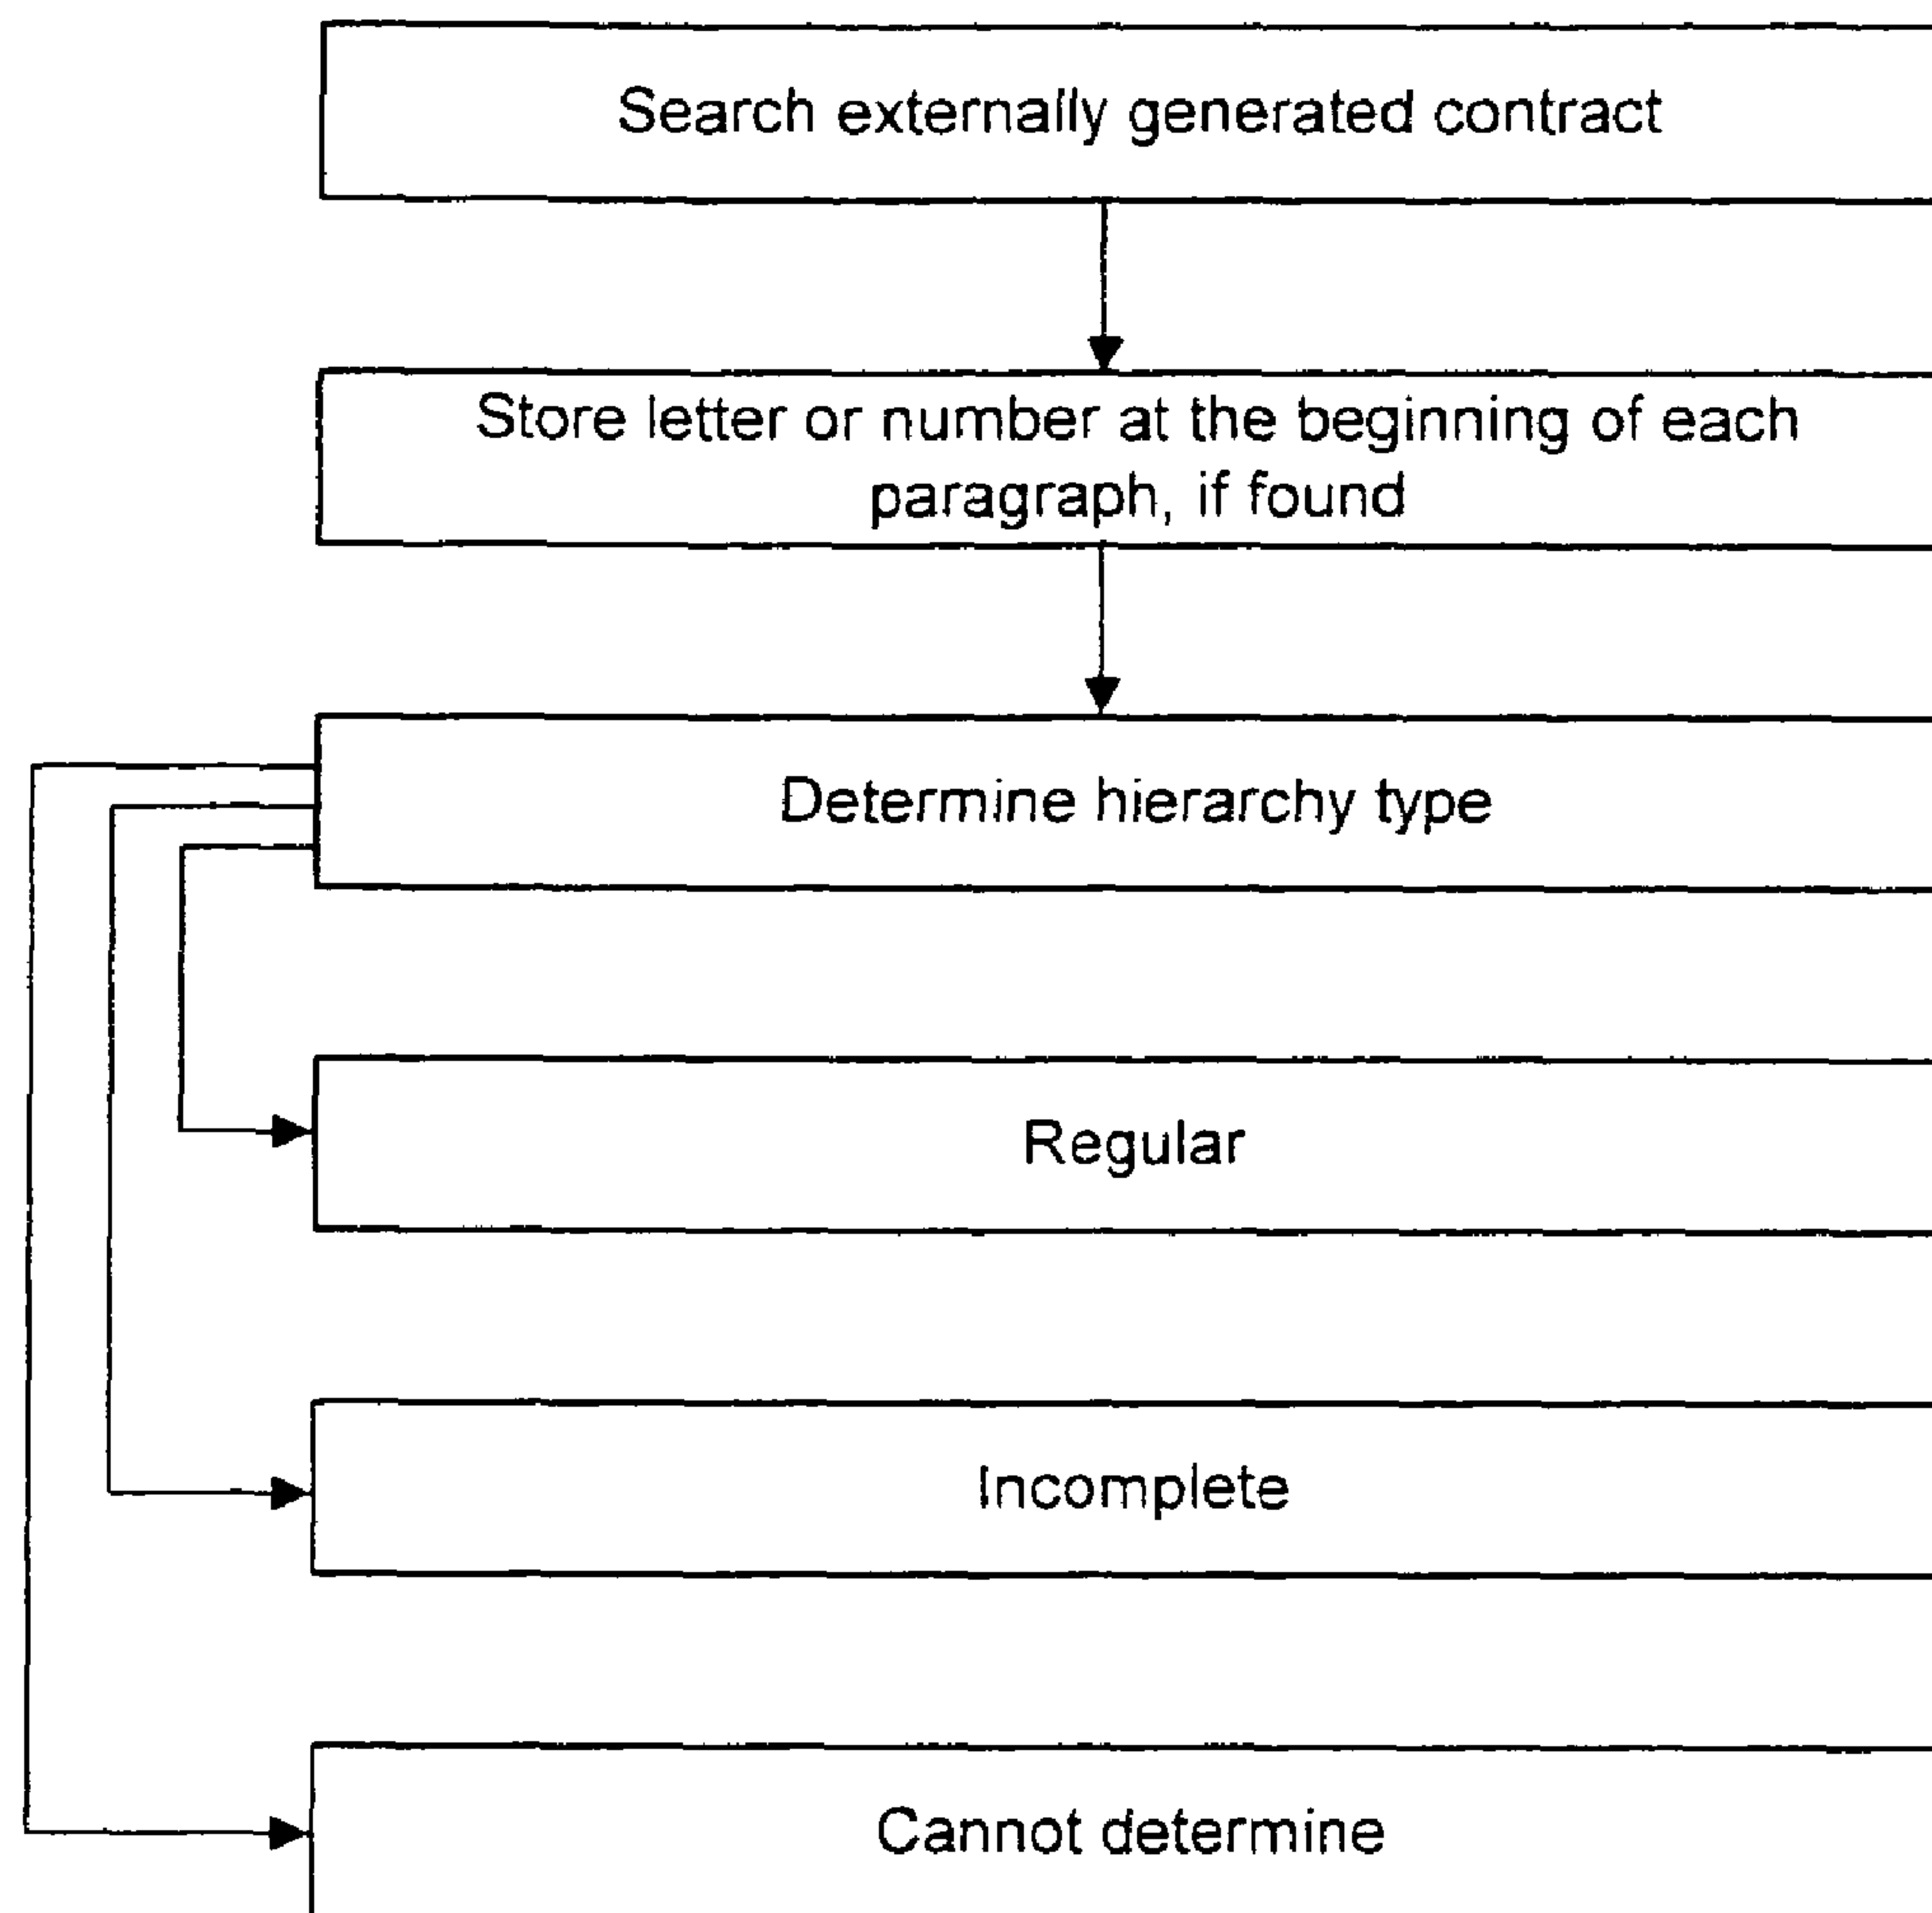 Search externally generated contract
Store letter or number at the beginning of each
paragraph, if found
Determine hierarchy type
Regular
Incomplete
Cannot determine